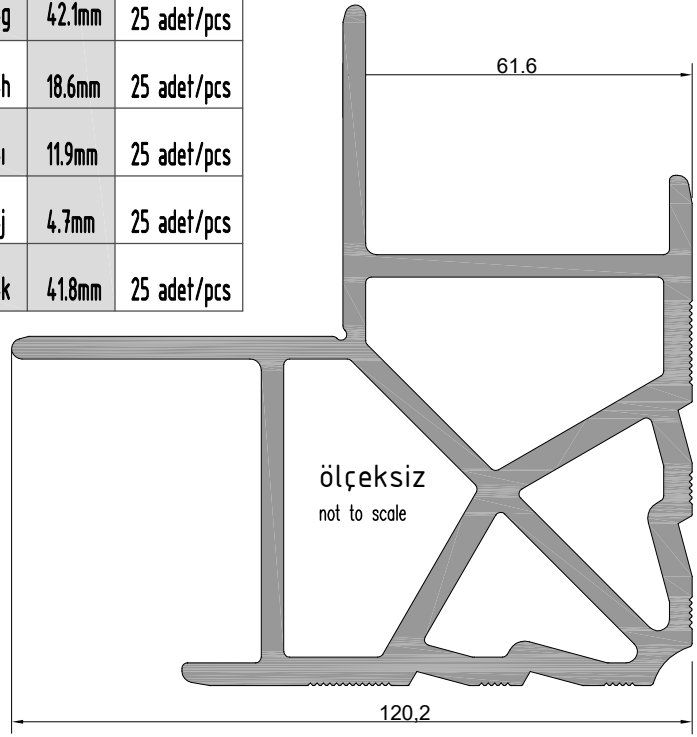 g 42.1mm 25 adet/pcs
h 18.6mm 25 adet/pcs
ı 11.9mm 25 adet/pcs
j 4.7mm 25 adet/pcs
k 41.8mm 25 adet/pcs
61.6
ölçeksiz
not to scale
120,2